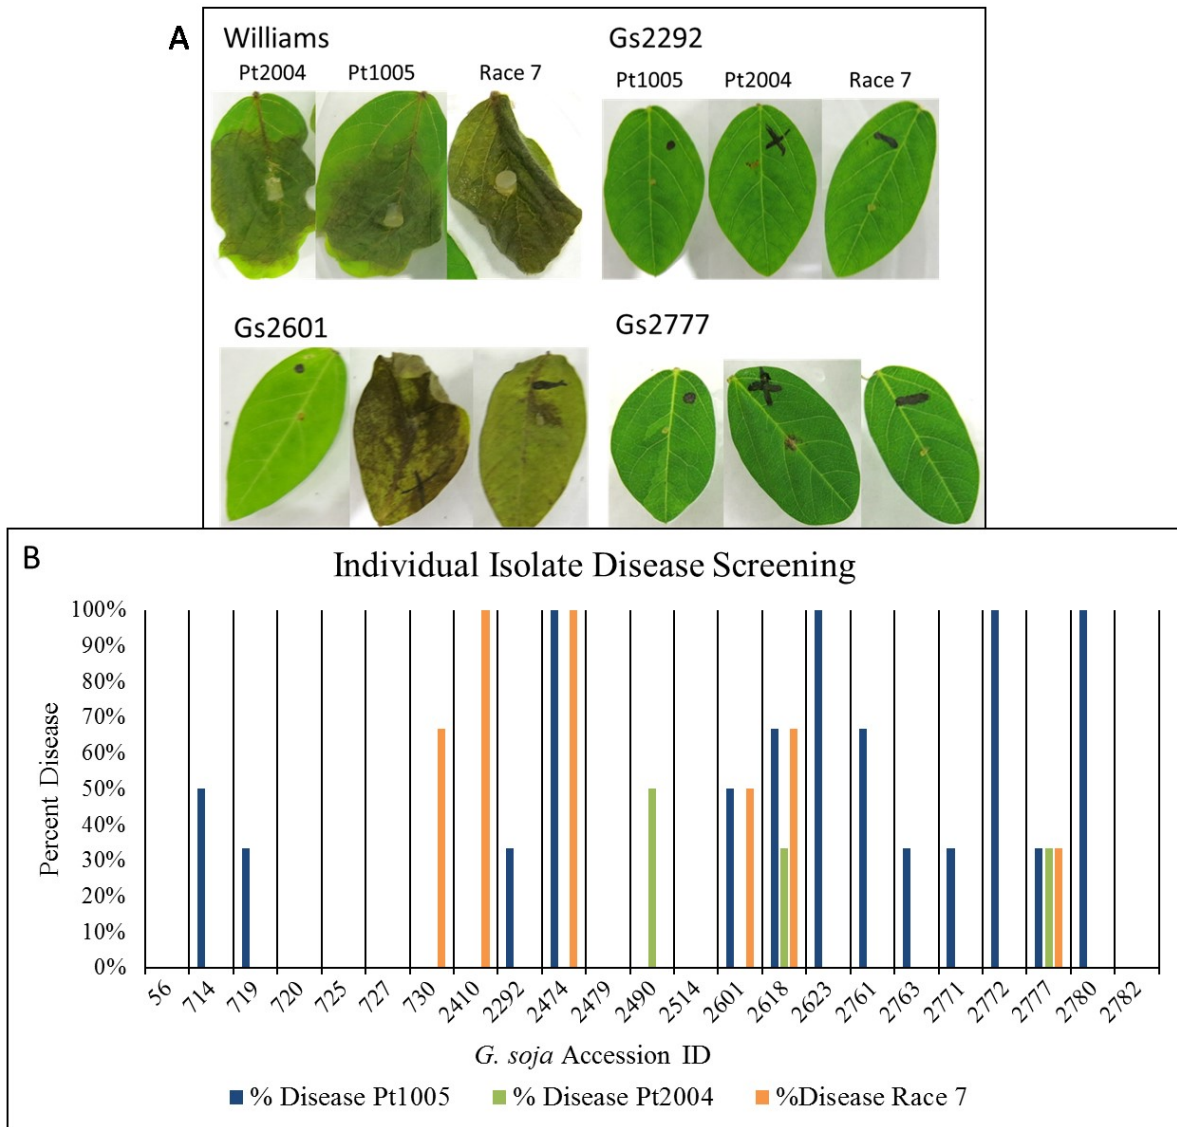 A
Williams
Pt2004 Pt1005 Race 7
Gs2292
Pt1005 Pt2004 Race 7
Gs2601
Gs2777
B
Individual Isolate Disease Screening
Percent Disease
100%
90%
80%
70%
60%
50%
40%
30%
20%
10%
0%
56 714 719 720 725 727 730 2410 2292 2474 2479 2490 2514 2601 2618 2623 2761 2763 2771 2772 2777 2780 2782
G. soja Accession ID
% Disease Pt1005 % Disease Pt2004 %Disease Race 7